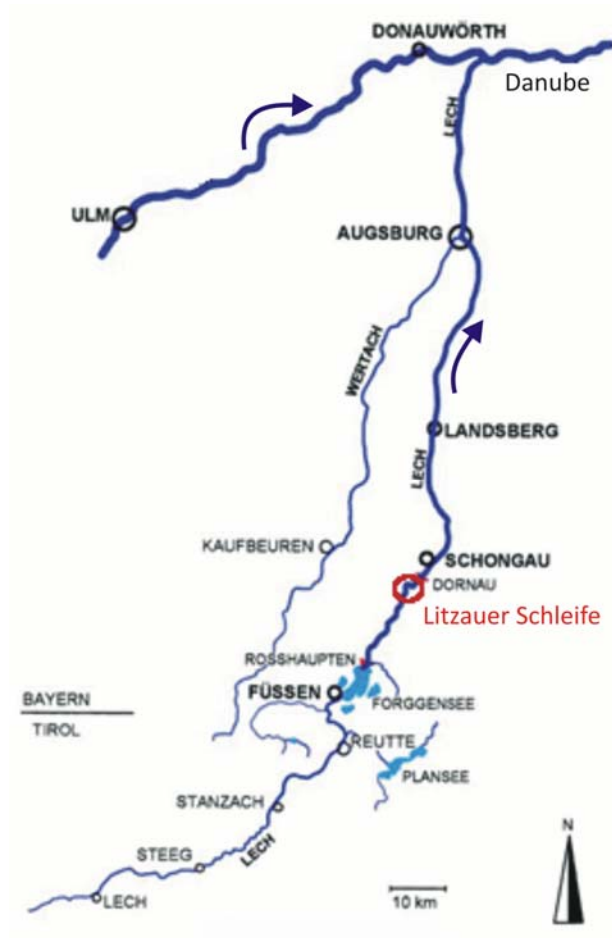 DONAUWÖRTH
Danube
LECH
ULM
AUGSBURG
WERTACH
LANDSBERG
LECH
KAUFBEUREN
SCHONGAU
DORNAU
Litzauer Schleife
ROSSHAUPTEN
FÜSSEN
FORGGENSEE
BAYERN
TIROL
REUTTE
PLANSEE
STANZACH
STEEG
LECH
LECH
N
10 km